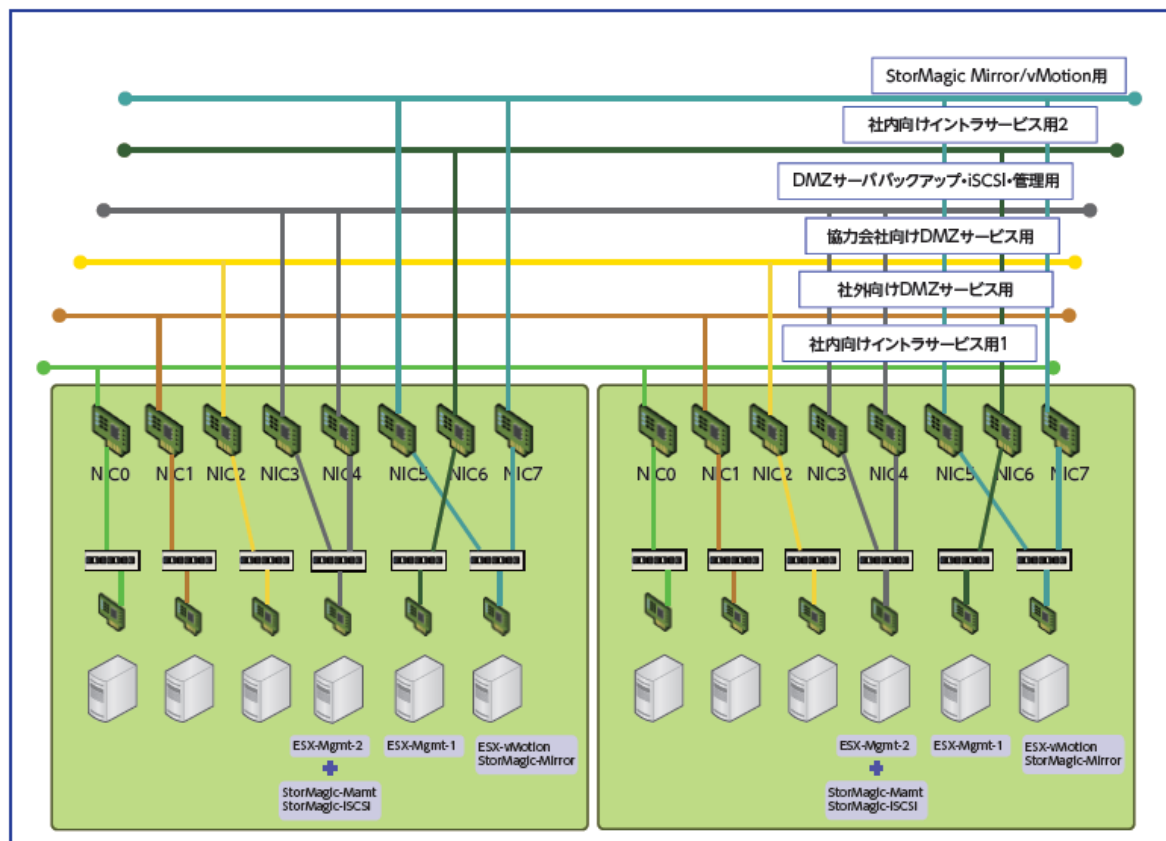 StorMagic Mirror/vMotion用
社内向けイントラサービス用2
DMZサーババックアップ・iSCSI・管理用
協力会社向けDMZサービス用
社外向けDMZサービス用
社内向けイントラサービス用1
NIC0 NIC1 NIC2 NIC3 NIC4 NIC5 NIC6 NIC7
NIC0 NIC1 NIC2 NIC3 NIC4 NIC5 NIC6 NIC7
ESX-Mgmt-2
StorMagic-Mamt
StorMagic-iSCSI
ESX-Mgmt-1
ESX-vMotion
StorMagic-Mirror
ESX-Mgmt-2
StorMagic-Mamt
StorMagic-iSCSI
ESX-Mgmt-1
ESX-vMotion
StorMagic-Mirror